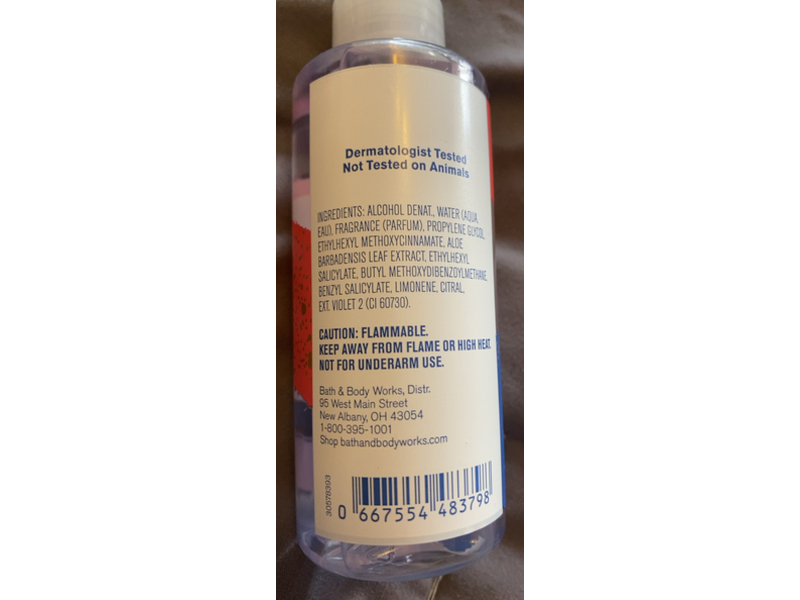 Dermatologist Tested
Not Tested on Animals
INGREDIENTS: ALCOHOL DENAT., WATER (AQUA,
EAU), FRAGRANCE (PARFUM), PROPYLENE GLYCOL,
ETHYLHEXYL METHOXYCINNAMATE, ALOE
BARBADENSIS LEAF EXTRACT, ETHYLHEXYL
SALICYLATE, BUTYL METHOXYDIBENZOYLMETHANE,
BENZYL SALICYLATE, LIMONENE, CITRAL,
EXT. VIOLET 2 (CI 60730).
CAUTION: FLAMMABLE.
KEEP AWAY FROM FLAME OR HIGH HEAT.
NOT FOR UNDERARM USE.
Bath & Body Works, Distr.
95 West Main Street
New Albany, OH 43054
1-800-395-1001
Shop bathandbodyworks.com
30578393
0 667554 483798